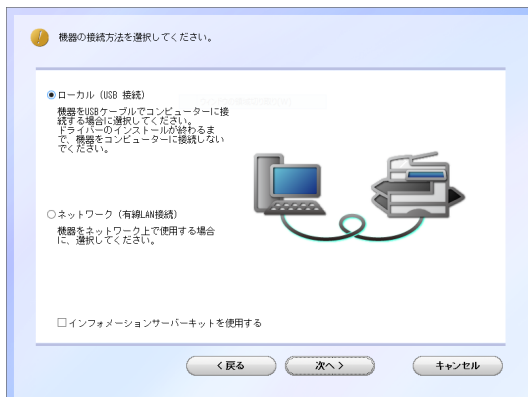 機器の接続方法を選択してください。
ローカル（USB 接続）
機器をUSBケーブルでコンピューターに接
続する場合に選択してください。
ドライバーのインストールが終わるま
で、機器をコンピューターに接続しない
でください。
ネットワーク（有線LAN接続）
機器をネットワーク上で使用する場合
に、選択してください。
インフォメーションサーバーキットを使用する
< 戻る
次へ >
キャンセル